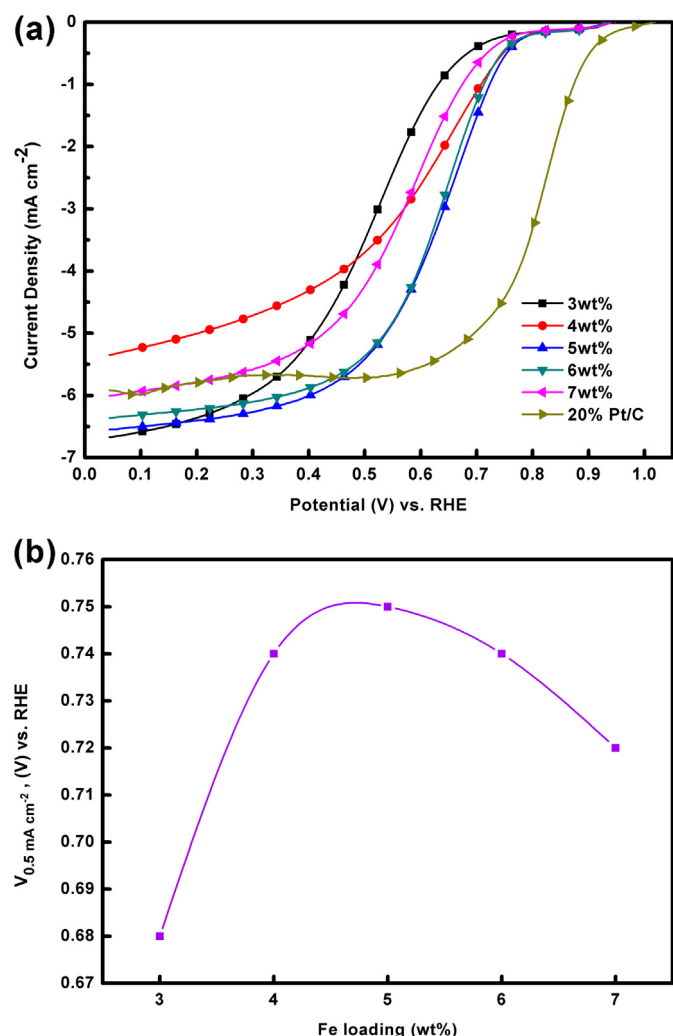 (a)
0
-1
-2
-3
-4
-5
-6
-7
Current Density (mA cm-2)
3wt%
4wt%
5wt%
6wt%
7wt%
20% Pt/C
0.0 0.1 0.2 0.3 0.4 0.5 0.6 0.7 0.8 0.9 1.0
Potential (V) vs. RHE
(b)
0.76
0.75
0.74
0.73
0.72
0.71
0.70
0.69
0.68
0.67
V0.5 mA cm-2 , (V) vs. RHE
3 4 5 6 7
Fe loading (wt%)